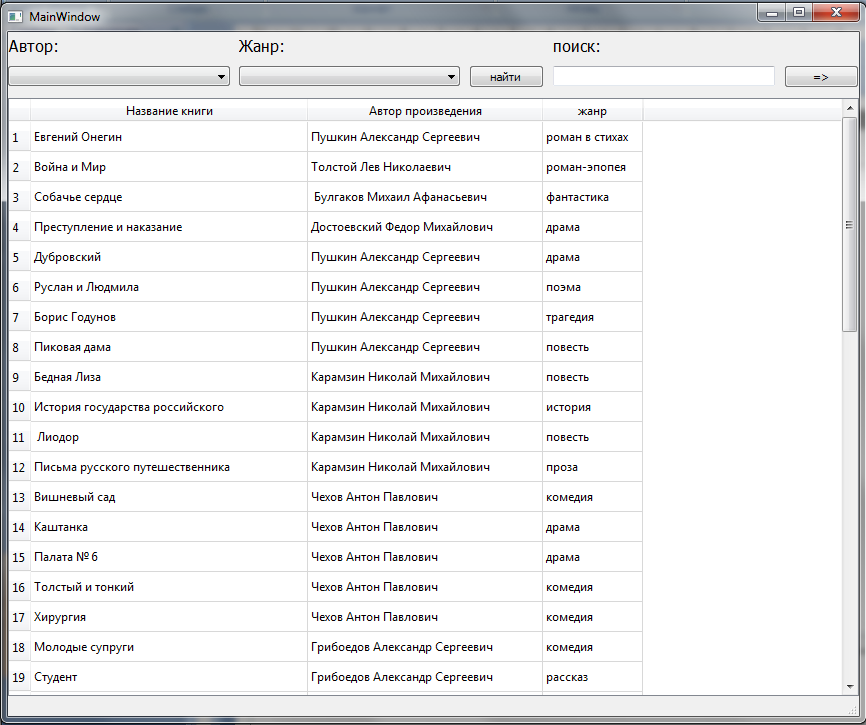 MainWindow
Автор: Жанр: поиск:
найти =>
Название книги Автор произведения жанр
1 Евгений Онегин Пушкин Александр Сергеевич роман в стихах
2 Война и Мир Толстой Лев Николаевич роман-эпопея
3 Собачье сердце Булгаков Михаил Афанасьевич фантастика
4 Преступление и наказание Достоевский Федор Михайлович драма
5 Дубровский Пушкин Александр Сергеевич драма
6 Руслан и Людмила Пушкин Александр Сергеевич поэма
7 Борис Годунов Пушкин Александр Сергеевич трагедия
8 Пиковая дама Пушкин Александр Сергеевич повесть
9 Бедная Лиза Карамзин Николай Михайлович повесть
10 История государства российского Карамзин Николай Михайлович история
11 Лиодор Карамзин Николай Михайлович повесть
12 Письма русского путешественника Карамзин Николай Михайлович проза
13 Вишневый сад Чехов Антон Павлович комедия
14 Каштанка Чехов Антон Павлович драма
15 Палата № 6 Чехов Антон Павлович драма
16 Толстый и тонкий Чехов Антон Павлович комедия
17 Хирургия Чехов Антон Павлович комедия
18 Молодые супруги Грибоедов Александр Сергеевич комедия
19 Студент Грибоедов Александр Сергеевич рассказ